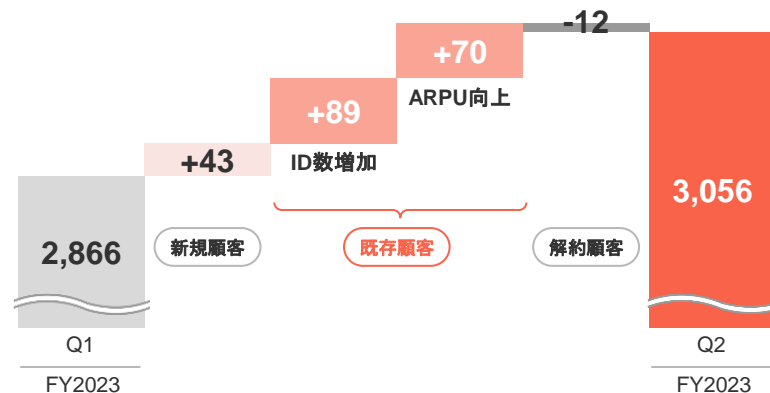 -12
+70
ARPU向上
+89
ID数増加
+43
3,056
2,866
新規顧客
既存顧客
解約顧客
Q1
FY2023
Q2
FY2023